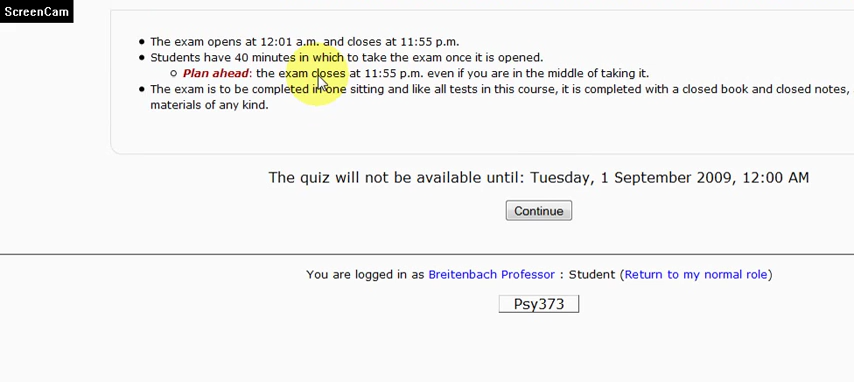 ScreenCam
The exam opens at 12:01 a.m. and closes at 11:55 p.m.
Students have 40 minutes in which to take the exam once it is opened.
Plan ahead: the exam closes at 11:55 p.m. even if you are in the middle of taking it.
The exam is to be completed in one sitting and like all tests in this course, it is completed with a closed book and closed notes,
materials of any kind.
The quiz will not be available until: Tuesday, 1 September 2009, 12:00 AM
Continue
You are logged in as Breitenbach Professor : Student (Return to my normal role)
Psy373